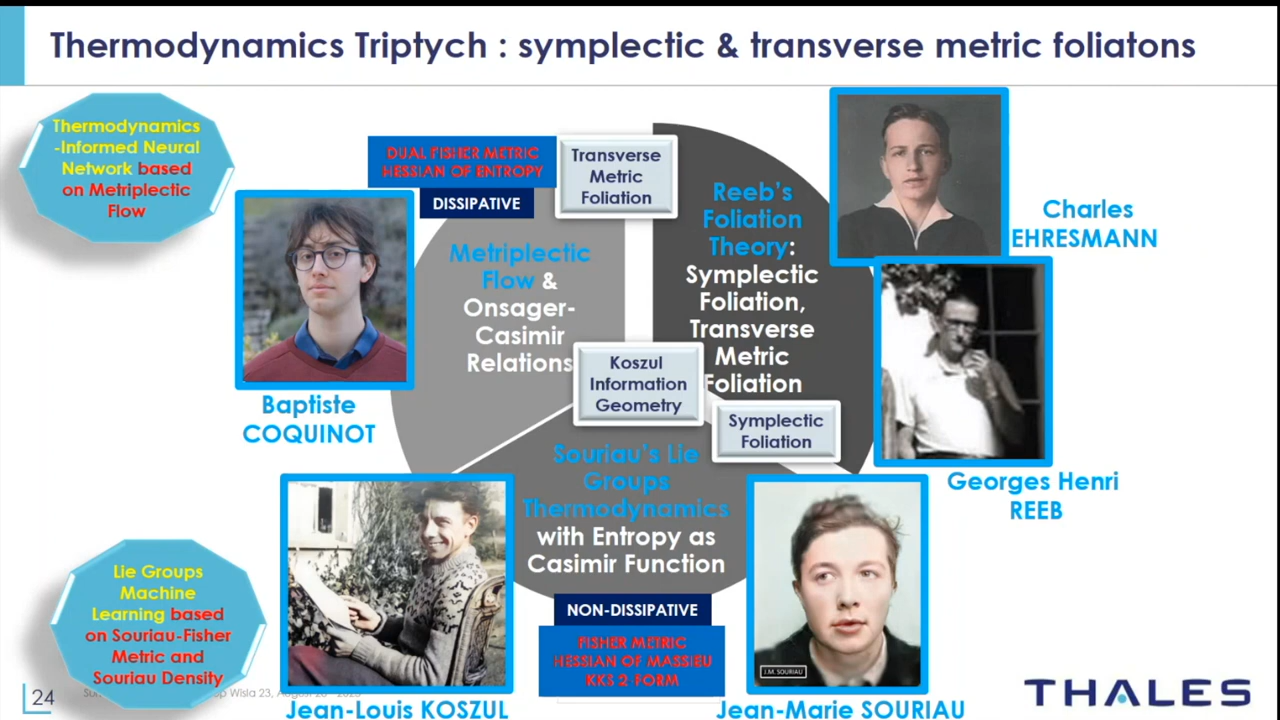 Thermodynamics Triptych : symplectic & transverse metric foliatons
Thermodynamics
-Informed Neural
Network based
on Metriplectic
Flow
DUAL FISHER METRIC
HESSIAN OF ENTROPY
DISSIPATIVE
Transverse
Metric
Foliation
Metriplectic
Flow &
Onsager-
Casimir
Relations
Reeb's
Foliation
Theory:
Symplectic
Foliation,
Transverse
Metric
Foliation
Charles
EHRESMANN
Koszul
Information
Geometry
Symplectic
Foliation
Baptiste
COQUINOT
Georges Henri
REEB
Souriau's Lie
Groups
Thermodynamics
with Entropy as
Casimir Function
NON-DISSIPATIVE
FISHER METRIC
HESSIAN OF MASSIEU
KKS 2-FORM
Lie Groups
Machine
Learning based
on Souriau-Fisher
Metric and
Souriau Density
J.M. SOURIAU
24
Wisla 23,
Jean-Louis KOSZUL
Jean-Marie SOURIAU
THALES